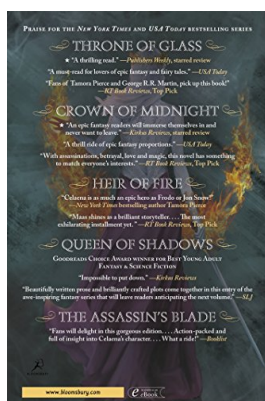 PRAISE FOR THE NEW YORK TIMES AND USA TODAY BESTSELLING SERIES
THRONE OF GLASS
★ "A thrilling read." —Publishers Weekly, starred review
"A must-read for lovers of epic fantasy and fairy tales." —USA Today
"Fans of Tamora Pierce and George R.R. Martin, pick up this book!"
—RT Book Reviews, Top Pick
CROWN OF MIDNIGHT
★ "An epic fantasy readers will immerse themselves in and
never want to leave." —Kirkus Reviews, starred review
"A thrill ride of epic fantasy proportions." —USA Today
"With assassinations, betrayal, love and magic, this novel has something
to match everyone's interests." —RT Book Reviews, Top Pick
HEIR OF FIRE
"Celaena is as much an epic hero as Frodo or Jon Snow!"
—New York Times bestselling author Tamora Pierce
"Maas shines as a brilliant storyteller. . . . The most
exhilarating installment yet." —RT Book Reviews, Top Pick
QUEEN OF SHADOWS
GOODREADS CHOICE AWARD WINNER FOR BEST YOUNG ADULT
FANTASY & SCIENCE FICTION
"Impossible to put down." —Kirkus Reviews
"Beautifully written prose and brilliantly crafted plots come together in this entry of the
awe-inspiring fantasy series that will leave readers anticipating the next volume." —SLJ
THE ASSASSIN'S BLADE
"Fans will delight in this gorgeous edition. . . . Action-packed and
full of insight into Celaena's character. . . . What a ride!" —Booklist
BLOOMSBURY
www.bloomsbury.com
eBook